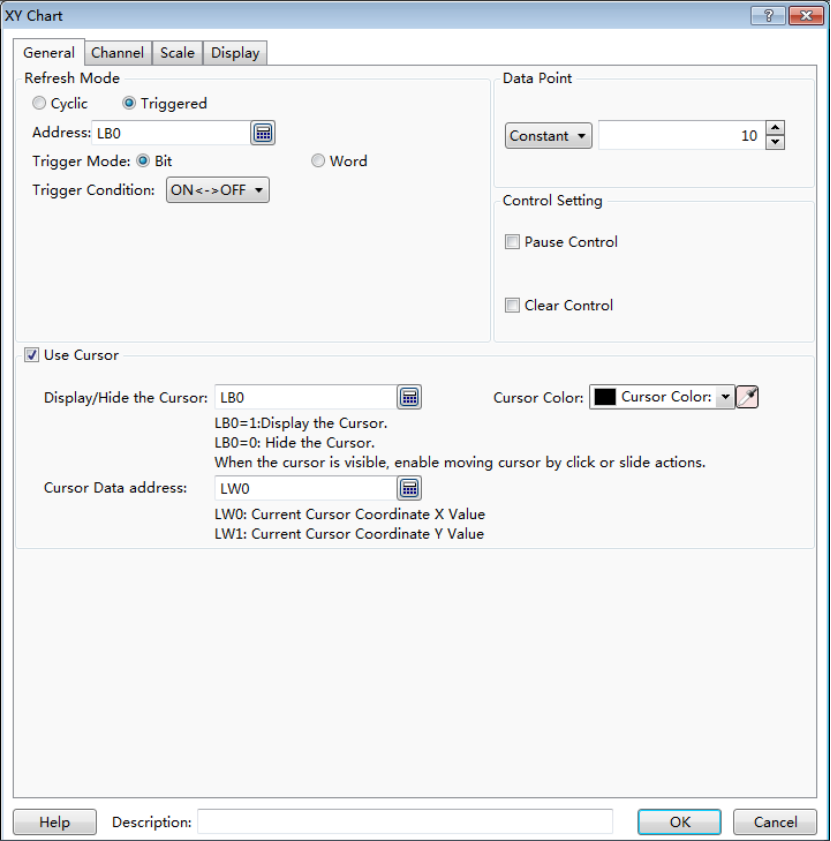 XY Chart
General Channel Scale Display
Refresh Mode
Cyclic Triggered
Address: LB0
Trigger Mode: Bit Word
Trigger Condition: ON<->OFF
Data Point
Constant 10
Control Setting
Pause Control
Clear Control
Use Cursor
Display/Hide the Cursor: LB0
Cursor Color: Cursor Color:
LB0=1:Display the Cursor.
LB0=0: Hide the Cursor.
When the cursor is visible, enable moving cursor by click or slide actions.
Cursor Data address: LW0
LW0: Current Cursor Coordinate X Value
LW1: Current Cursor Coordinate Y Value
Help Description: OK Cancel